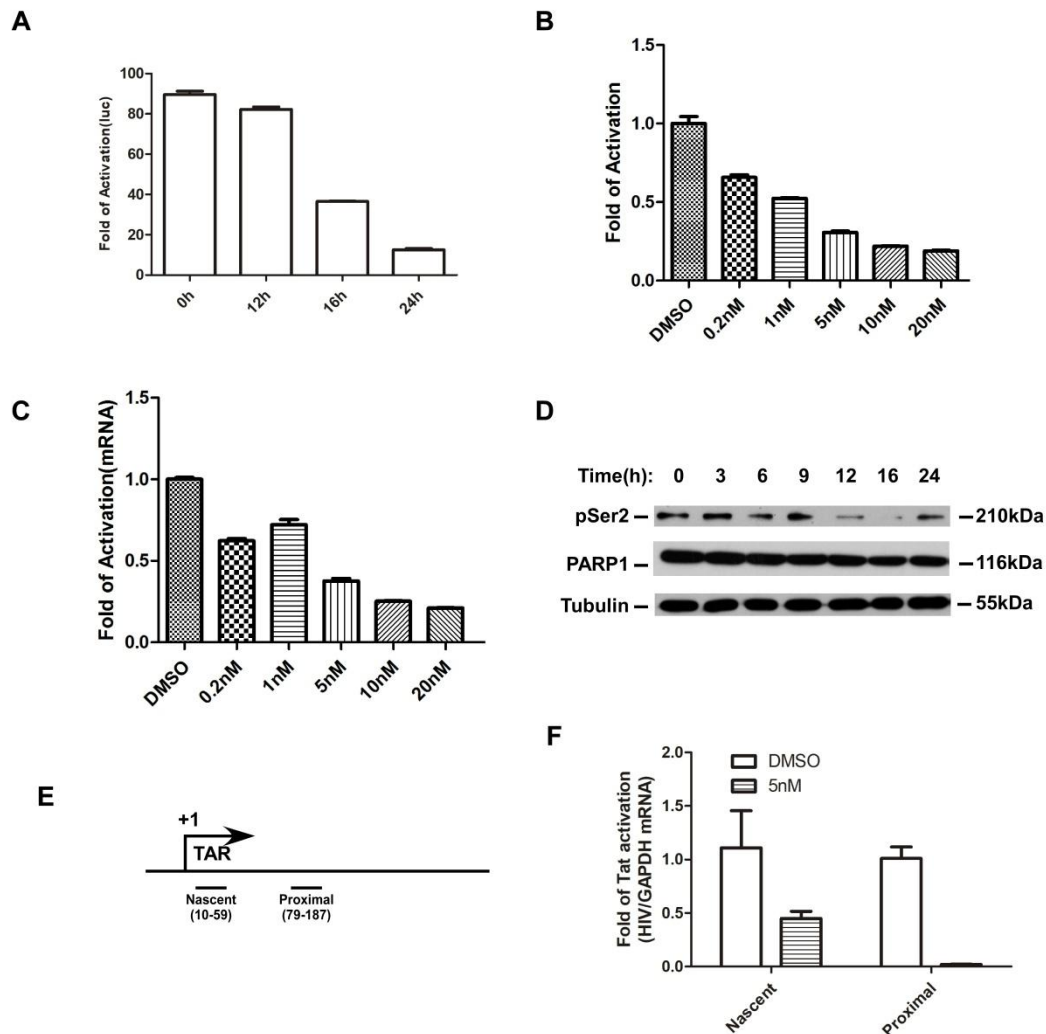 A
Fold of Activation(luc)
100
80
60
40
20
0
0h 12h 16h 24h
B
Fold of Activation
1.5
1.0
0.5
0.0
DMSO 0.2nM 1nM 5nM 10nM 20nM
C
Fold of Activation(mRNA)
1.5
1.0
0.5
0.0
DMSO 0.2nM 1nM 5nM 10nM 20nM
D
Time(h): 0 3 6 9 12 16 24
pSer2 210kDa
PARP1 116kDa
Tubulin 55kDa
E
+1
TAR
Nascent Proximal
(10-59) (79-187)
F
Fold of Tat activation
(HIV/GAPDH mRNA)
2.0
1.5
1.0
0.5
0.0
DMSO
5nM
Nascent Proximal